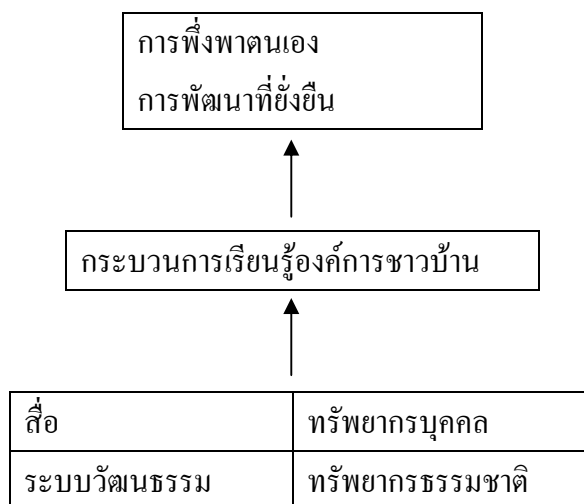 การพึ่งพาตนเอง
การพัฒนาที่ยั่งยืน
กระบวนการเรียนรู้องค์การชาวบ้าน
สื่อ ทรัพยากรบุคคล
ระบบวัฒนธรรม ทรัพยากรธรรมชาติ